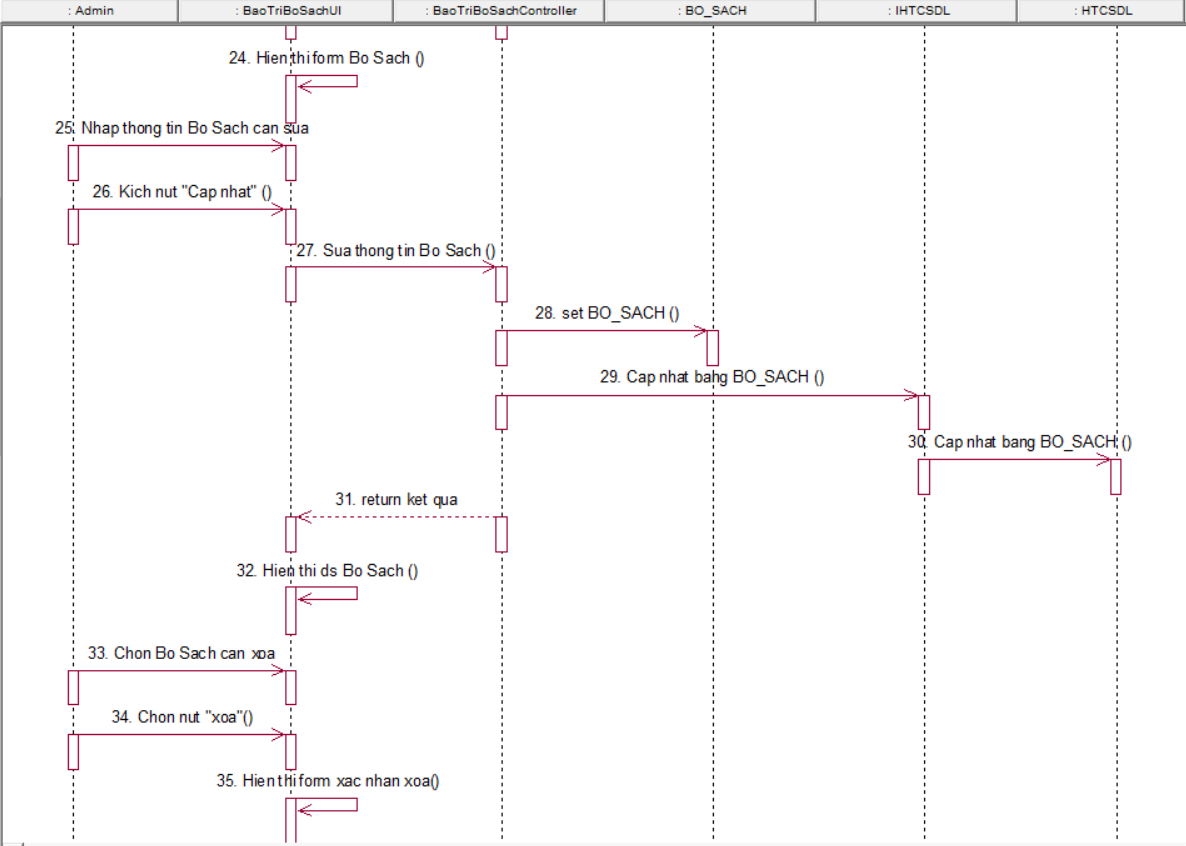 : Admin
: BaoTriBoSachUI
: BaoTriBoSachController
: BO_SACH
: IHTCSDL
: HTCSDL
24. Hien thi form Bo Sach ()
25. Nhap thong tin Bo Sach can sua
26. Kich nut "Cap nhat" ()
27. Sua thong tin Bo Sach ()
28. set BO_SACH ()
29. Cap nhat bahg BO_SACH ()
30. Cap nhat bang BO_SACH ()
31. return ket qua
32. Hien thi ds Bo Sach ()
33. Chon Bo Sach can xoa
34. Chon nut "xoa"()
35. Hien thi form xac nhan xoa()